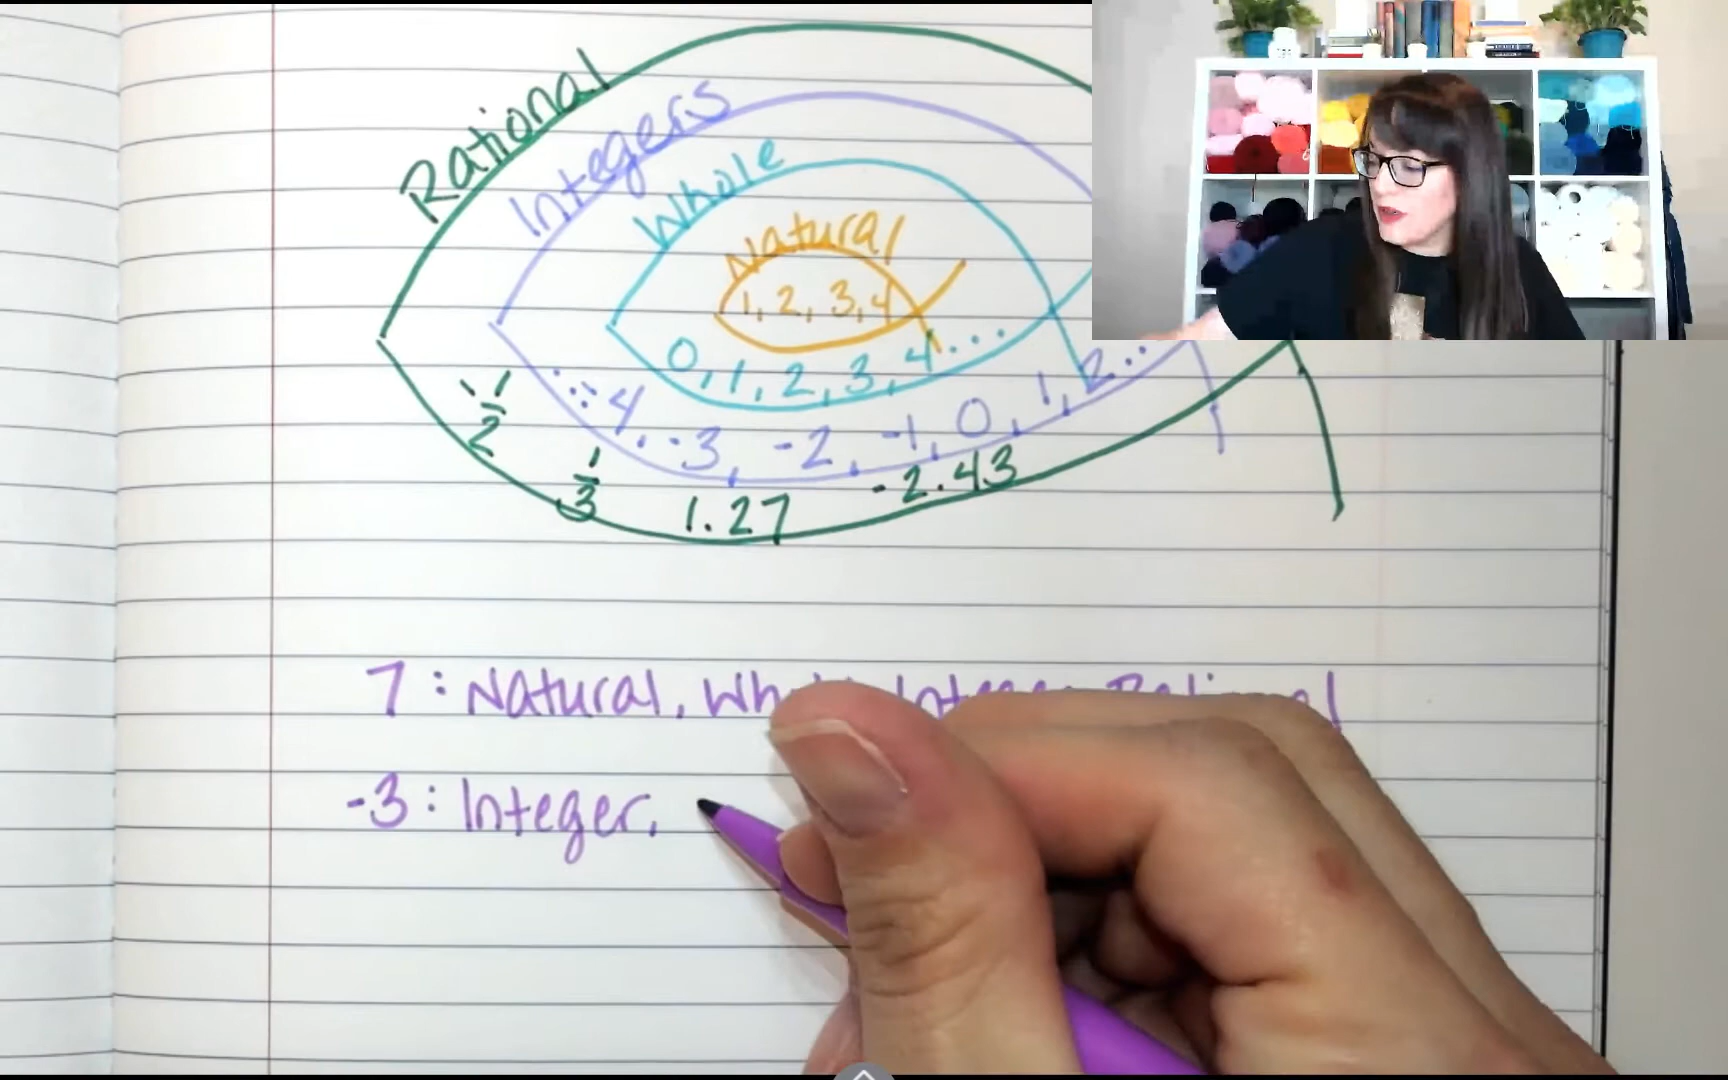 Rational
Integers
Whole
Natural
1, 2, 3, 4
0, 1, 2, 3, 4...
...-4, -3, -2, -1, 0, 1, 2...
-1/2
1/3
1.27
-2.43
7: Natural,
-3: Integer,